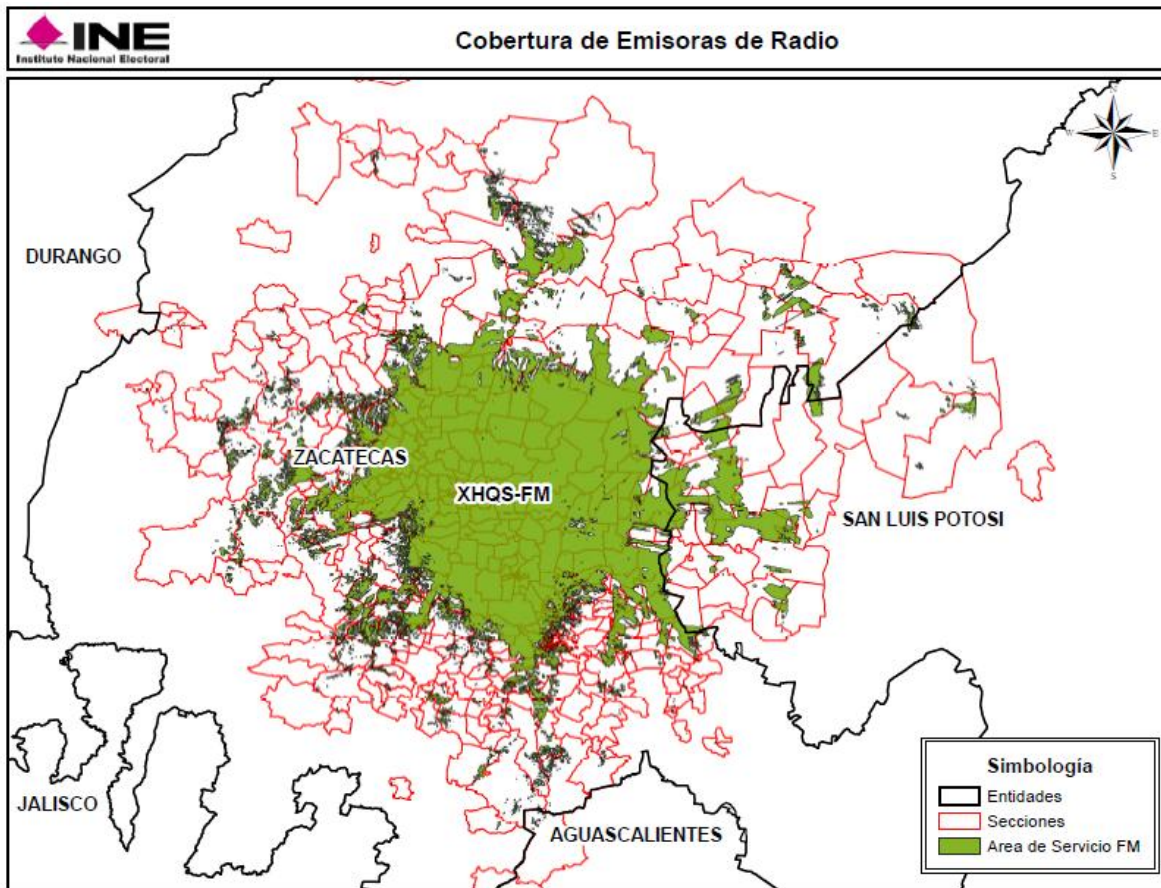 INE
Instituto Nacional Electoral
Cobertura de Emisoras de Radio
N
W
E
S
DURANGO
ZACATECAS
XHQS-FM
SAN LUIS POTOSI
JALISCO
AGUASCALIENTES
Simbología
Entidades
Secciones
Area de Servicio FM